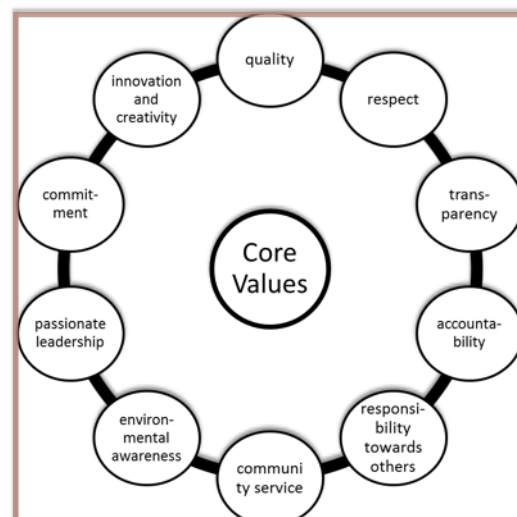 quality
respect
trans-
parency
accounta-
bility
responsi-
bility
towards
others
communi
ty service
environ-
mental
awareness
passionate
leadership
commit-
ment
innovation
and
creativity
Core
Values